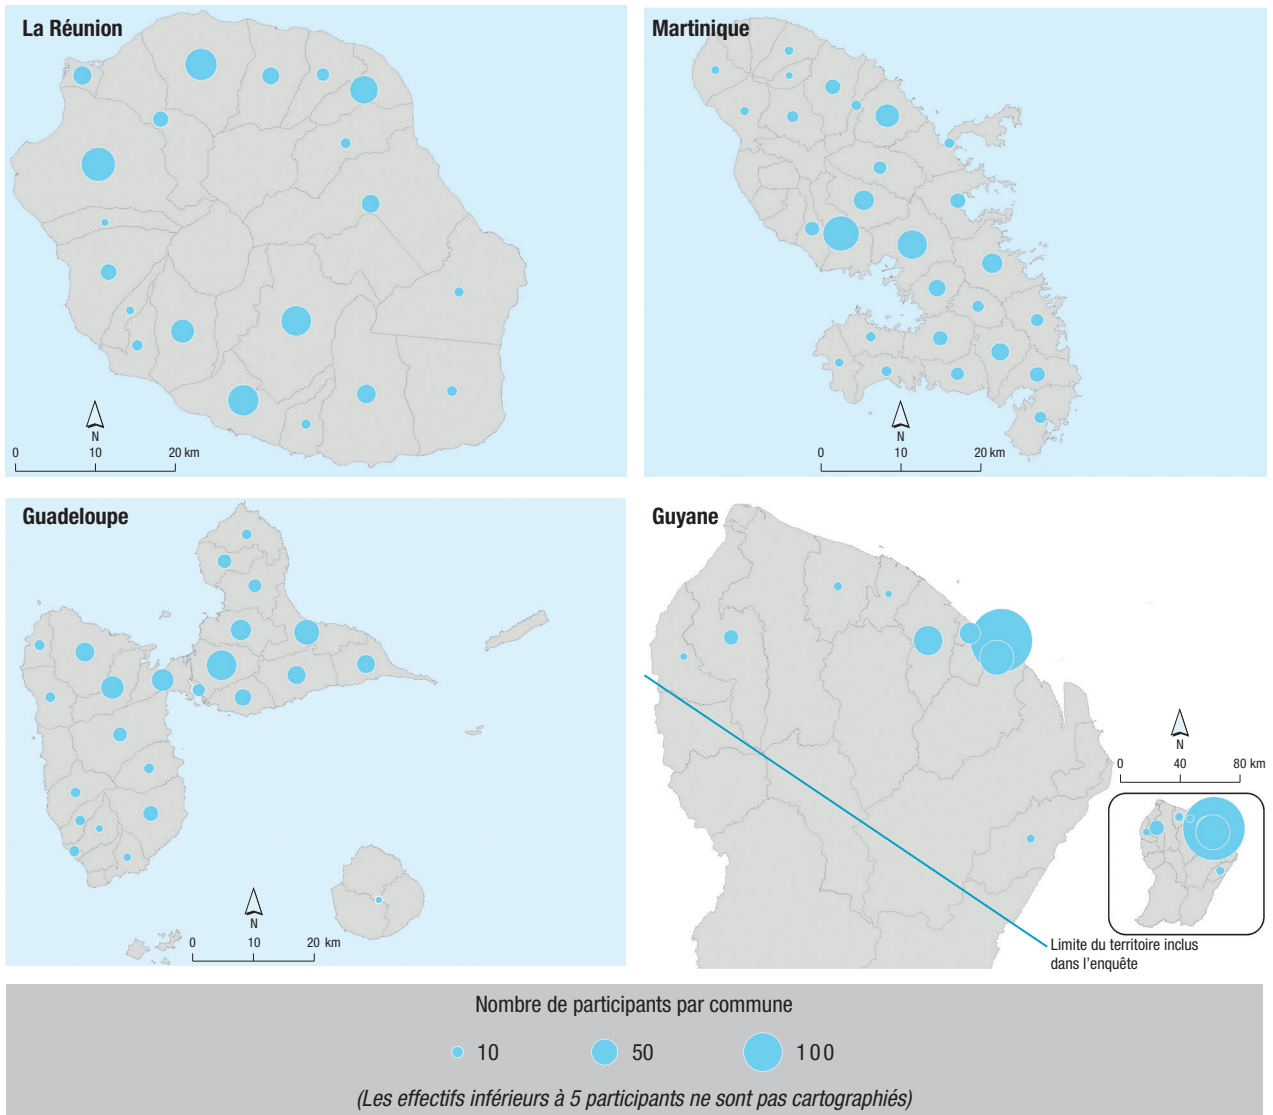 La Réunion
N
0 10 20 km
Martinique
N
0 10 20 km
Guadeloupe
N
0 10 20 km
Guyane
N
0 40 80 km
Limite du territoire inclus
dans l'enquête
Nombre de participants par commune
10 50 100
(Les effectifs inférieurs à 5 participants ne sont pas cartographiés)